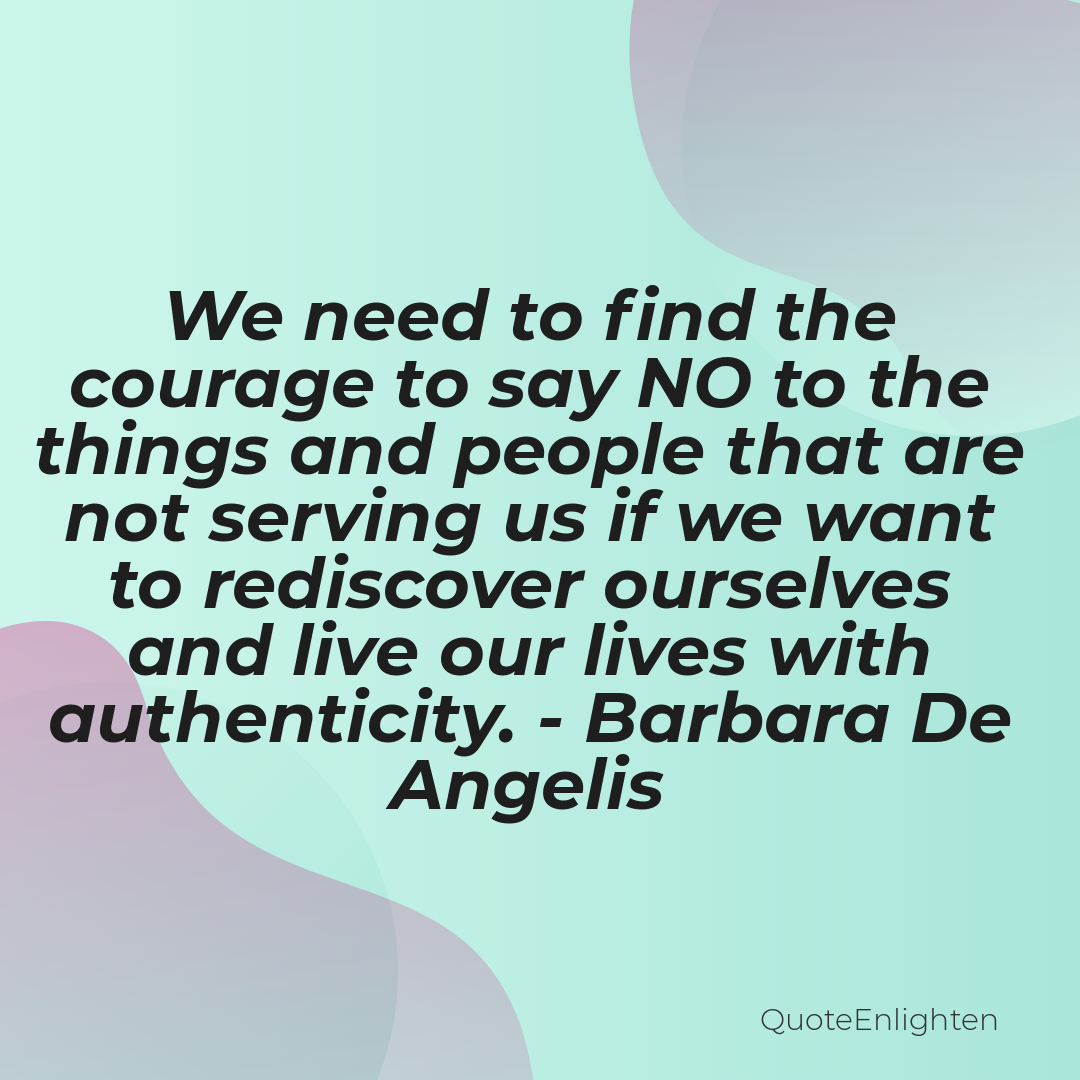 We need to find the
courage to say NO to the
things and people that are
not serving us if we want
to rediscover ourselves
and live our lives with
authenticity. - Barbara De
Angelis
QuoteEnlighten